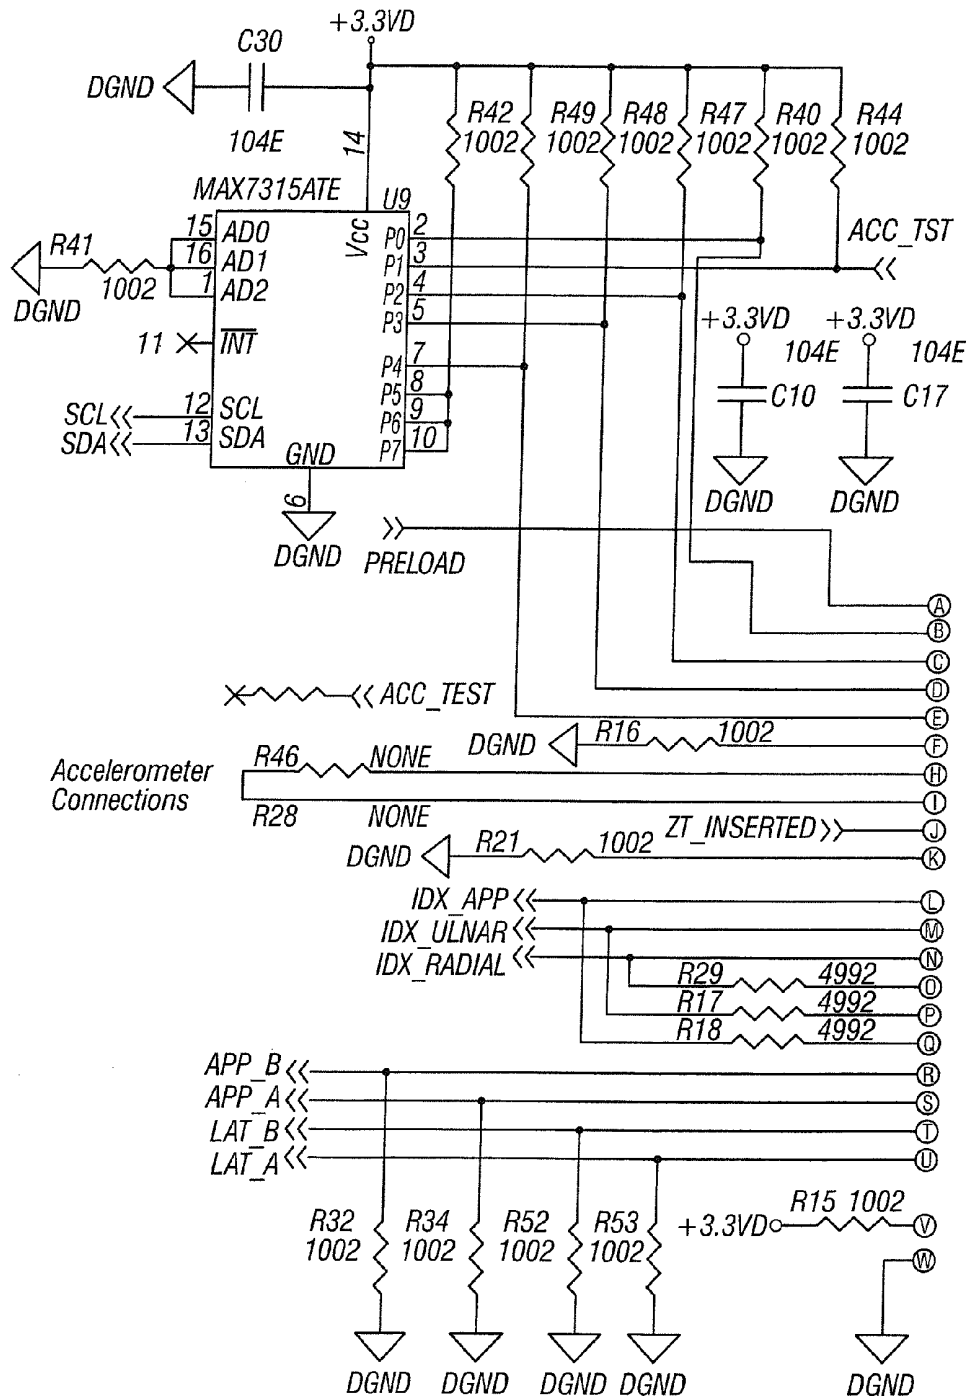 +3.3VD
C30
DGND
104E
14
R42 R49 R48 R47 R40 R44
1002 1002 1002 1002 1002 1002
MAX7315ATE
U9
Vcc
15 AD0
16 AD1
1 AD2
R41
1002
DGND
11 INT
SCL 12 SCL
SDA 13 SDA
GND
6
DGND
P0 2
P1 3
P2 4
P3 5
P4 7
P5 8
P6 9
P7 10
ACC_TST
+3.3VD +3.3VD
104E 104E
C10 C17
DGND DGND
PRELOAD
A
B
C
D
ACC_TEST
E
DGND R16 1002 F
Accelerometer
Connections
R46 NONE H
R28 NONE I
ZT_INSERTED J
DGND R21 1002 K
IDX_APP L
IDX_ULNAR M
IDX_RADIAL N
R29 4992 O
R17 4992 P
R18 4992 Q
APP_B R
APP_A S
LAT_B T
LAT_A U
R32 R34 R52 R53
1002 1002 1002 1002
+3.3VD R15 1002 V
W
DGND DGND DGND DGND DGND